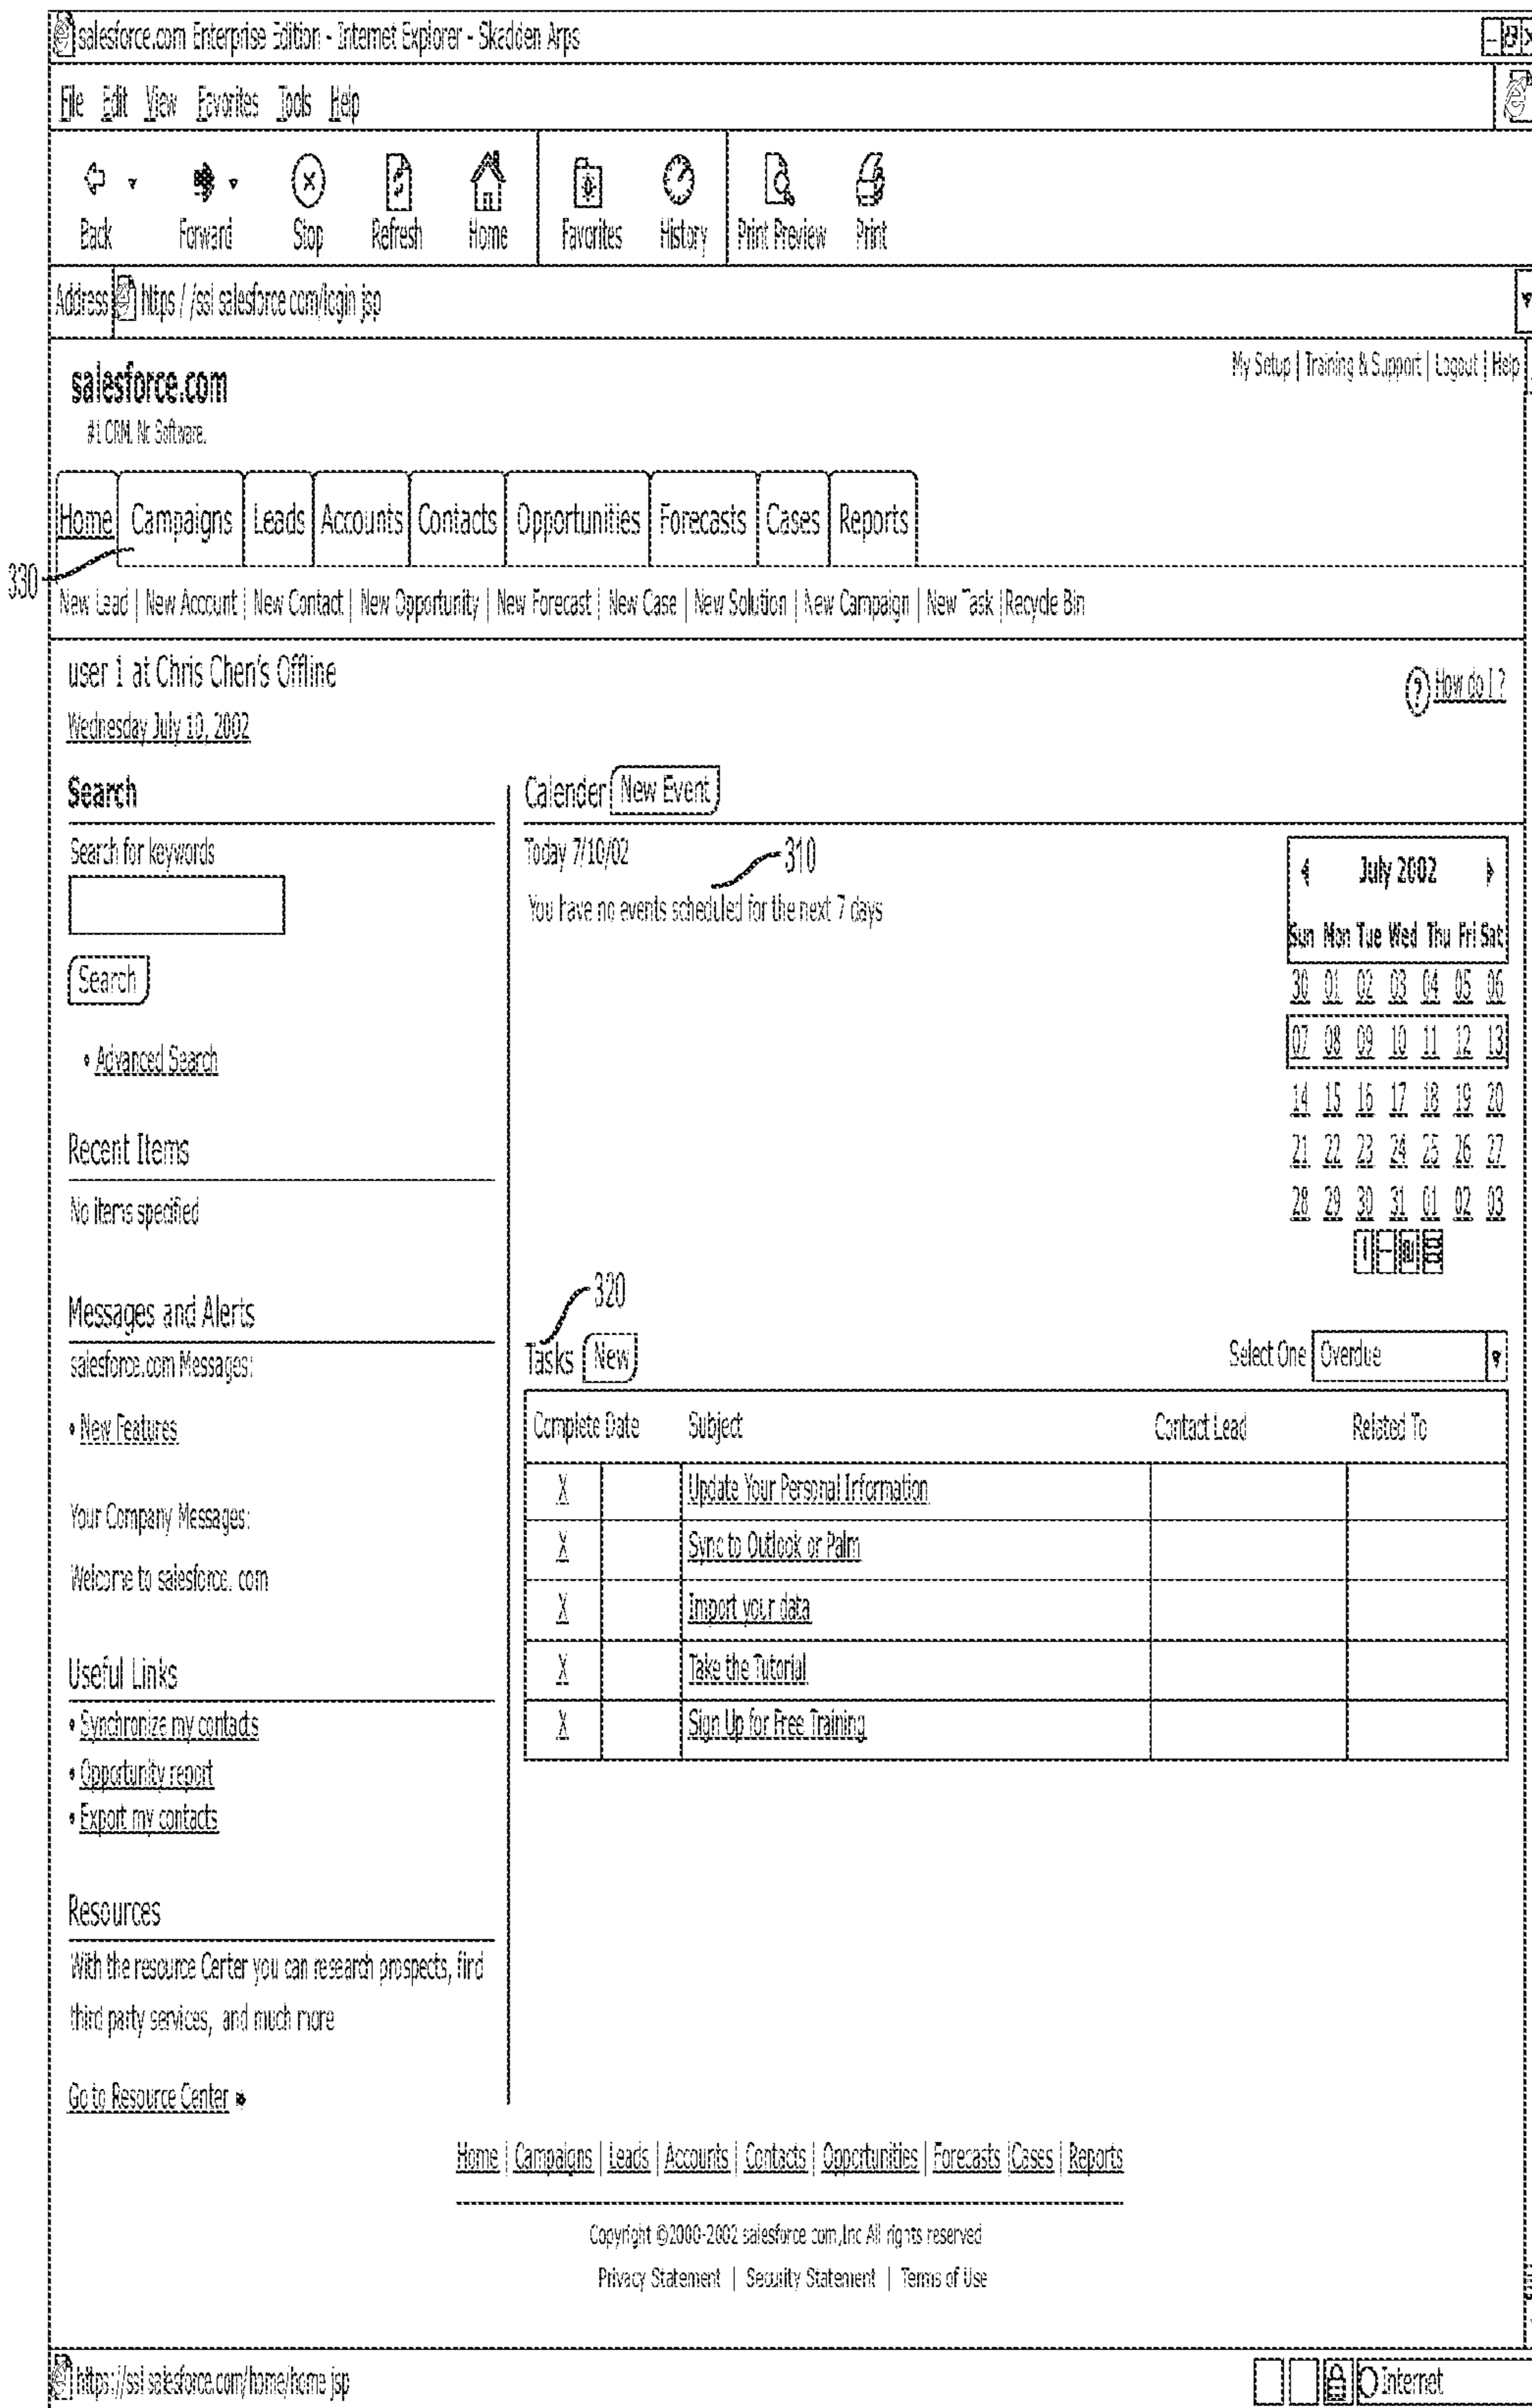 salesforce.com Enterprise Edition - Internet Explorer - Skadden Arps
File Edit View Favorites Tools Help
Back Forward Stop Refresh Home Favorites History Print Preview Print
Address https://ssl.salesforce.com/login.jsp
My Setup | Training & Support | Logout | Help
salesforce.com
#1 CRM. No Software.
Home Campaigns Leads Accounts Contacts Opportunities Forecasts Cases Reports
330
New Lead | New Account | New Contact | New Opportunity | New Forecast | New Case | New Solution | New Campaign | New Task | Recycle Bin
user 1 at Chris Chen's Offline
How do I ?
Wednesday July 10, 2002
Search
Search for keywords
Search
• Advanced Search
Recent Items
No items specified
Messages and Alerts
salesforce.com Messages:
• New Features
Your Company Messages:
Welcome to salesforce. com
Useful Links
• Synchronize my contacts
• Opportunity report
• Export my contacts
Resources
With the resource Center you can research prospects, find
third party services, and much more
Go to Resource Center
Calender New Event
Today 7/10/02
310
You have no events scheduled for the next 7 days
July 2002
Sun Mon Tue Wed Thu Fri Sat
30 01 02 03 04 05 06
07 08 09 10 11 12 13
14 15 16 17 18 19 20
21 22 23 24 25 26 27
28 29 30 31 01 02 03
320
Tasks New
Select One Overdue
Complete Date Subject Contact Lead Related To
X Update Your Personal Information
X Sync to Outlook or Palm
X Import your data
X Take the Tutorial
X Sign Up for Free Training
Home | Campaigns | Leads | Accounts | Contacts | Opportunities | Forecasts | Cases | Reports
Copyright ©2000-2002 salesforce.com,Inc All rights reserved
Privacy Statement | Security Statement | Terms of Use
https://ssl.salesforce.com/home/home.jsp
Internet